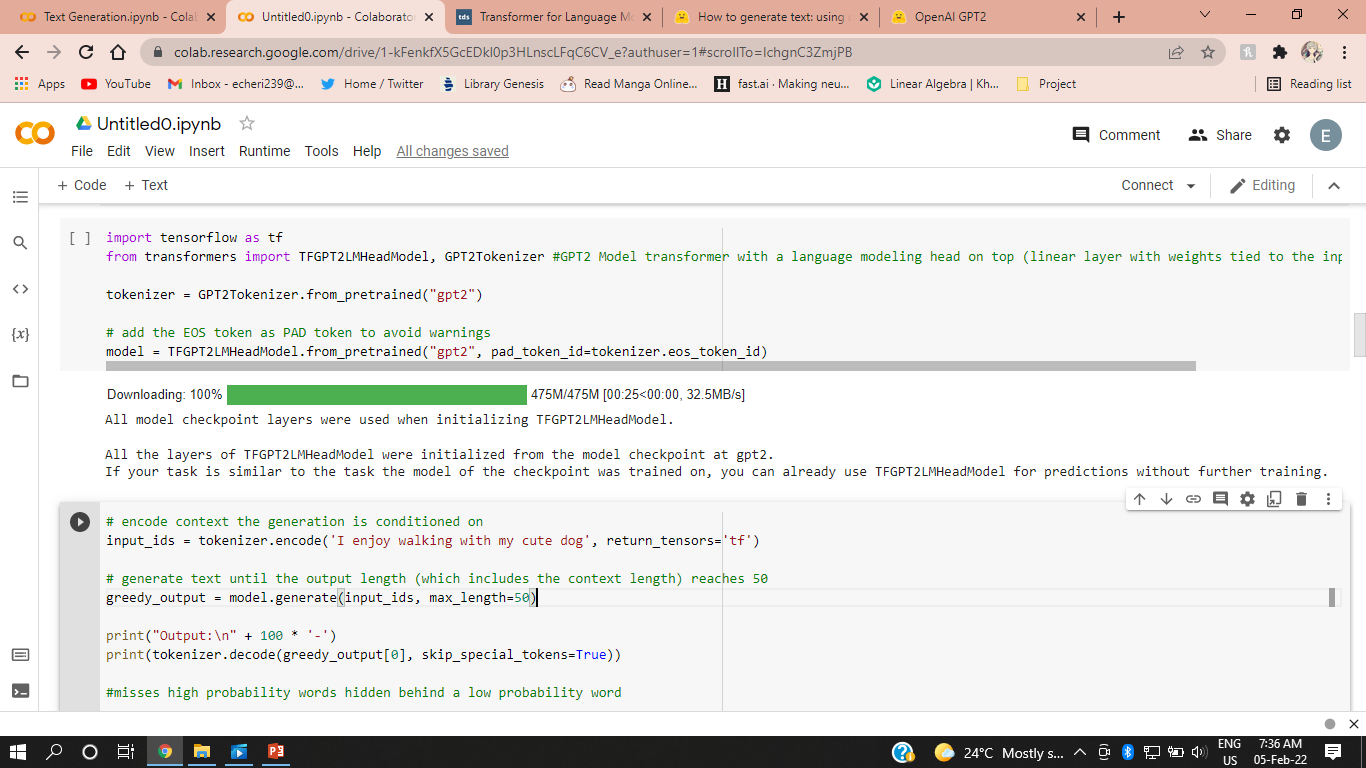 Text Generation.ipynb - Colab
Untitled0.ipynb - Colaborato
tds Transformer for Language Mo
How to generate text: using
OpenAI GPT2
colab.research.google.com/drive/1-kFenkfX5GcEDkI0p3HLnscLFqC6CV_e?authuser=1#scrollTo=IchgnC3ZmjPB
Apps YouTube Inbox - echeri239@... Home / Twitter Library Genesis Read Manga Online... H fast.ai · Making neu... Linear Algebra | Kh... Project Reading list
Untitled0.ipynb
Comment Share E
File Edit View Insert Runtime Tools Help All changes saved
+ Code + Text Connect Editing
[ ] import tensorflow as tf
from transformers import TFGPT2LMHeadModel, GPT2Tokenizer #GPT2 Model transformer with a language modeling head on top (linear layer with weights tied to the inp
tokenizer = GPT2Tokenizer.from_pretrained("gpt2")
# add the EOS token as PAD token to avoid warnings
model = TFGPT2LMHeadModel.from_pretrained("gpt2", pad_token_id=tokenizer.eos_token_id)
Downloading: 100% 475M/475M [00:25<00:00, 32.5MB/s]
All model checkpoint layers were used when initializing TFGPT2LMHeadModel.
All the layers of TFGPT2LMHeadModel were initialized from the model checkpoint at gpt2.
If your task is similar to the task the model of the checkpoint was trained on, you can already use TFGPT2LMHeadModel for predictions without further training.
# encode context the generation is conditioned on
input_ids = tokenizer.encode('I enjoy walking with my cute dog', return_tensors='tf')
# generate text until the output length (which includes the context length) reaches 50
greedy_output = model.generate(input_ids, max_length=50)
print("Output:\n" + 100 * '-')
print(tokenizer.decode(greedy_output[0], skip_special_tokens=True))
#misses high probability words hidden behind a low probability word
{x}
24°C Mostly s...
ENG
US
7:36 AM
05-Feb-22